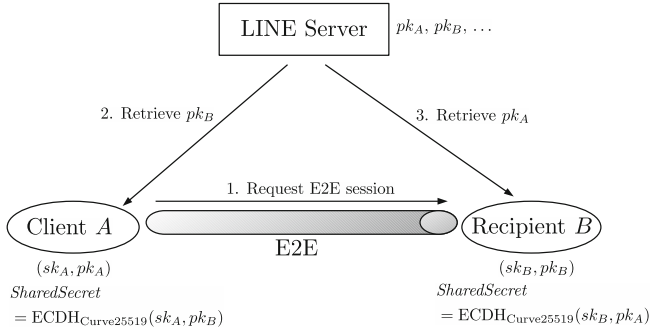 LINE Server
pk_A, pk_B, ...
2. Retrieve pk_B
3. Retrieve pk_A
1. Request E2E session
Client A
Recipient B
E2E
(sk_A, pk_A)
(sk_B, pk_B)
SharedSecret
= ECDH_Curve25519(sk_A, pk_B)
SharedSecret
= ECDH_Curve25519(sk_B, pk_A)